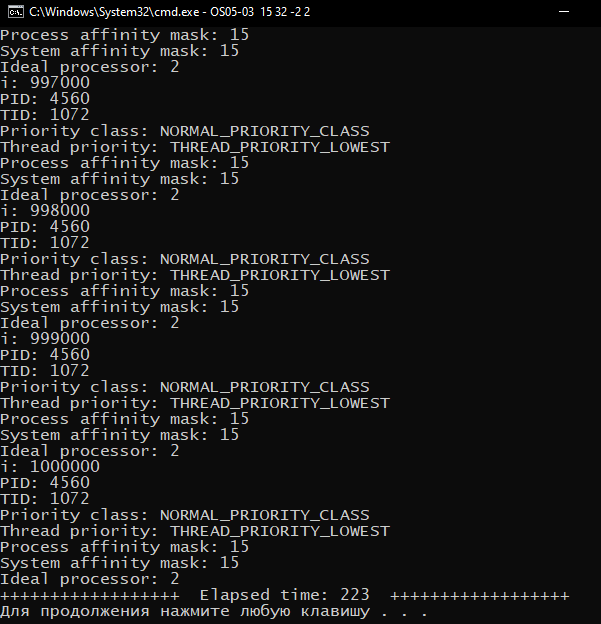 C:\Windows\System32\cmd.exe - OS05-03 15 32 -2 2
Process affinity mask: 15
System affinity mask: 15
Ideal processor: 2
i: 997000
PID: 4560
TID: 1072
Priority class: NORMAL_PRIORITY_CLASS
Thread priority: THREAD_PRIORITY_LOWEST
Process affinity mask: 15
System affinity mask: 15
Ideal processor: 2
i: 998000
PID: 4560
TID: 1072
Priority class: NORMAL_PRIORITY_CLASS
Thread priority: THREAD_PRIORITY_LOWEST
Process affinity mask: 15
System affinity mask: 15
Ideal processor: 2
i: 999000
PID: 4560
TID: 1072
Priority class: NORMAL_PRIORITY_CLASS
Thread priority: THREAD_PRIORITY_LOWEST
Process affinity mask: 15
System affinity mask: 15
Ideal processor: 2
i: 1000000
PID: 4560
TID: 1072
Priority class: NORMAL_PRIORITY_CLASS
Thread priority: THREAD_PRIORITY_LOWEST
Process affinity mask: 15
System affinity mask: 15
Ideal processor: 2
++++++++++++++++++ Elapsed time: 223 ++++++++++++++++++
Для продолжения нажмите любую клавишу . . .